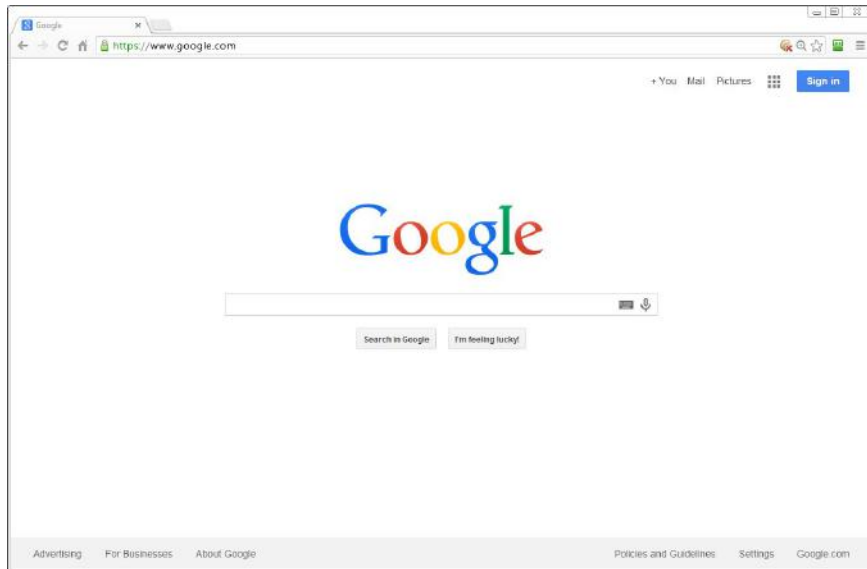 Google
https://www.google.com
+ You Mail Pictures Sign in
Google
Search in Google I'm feeling lucky!
Advertising For Businesses About Google Policies and Guidelines Settings Google.com